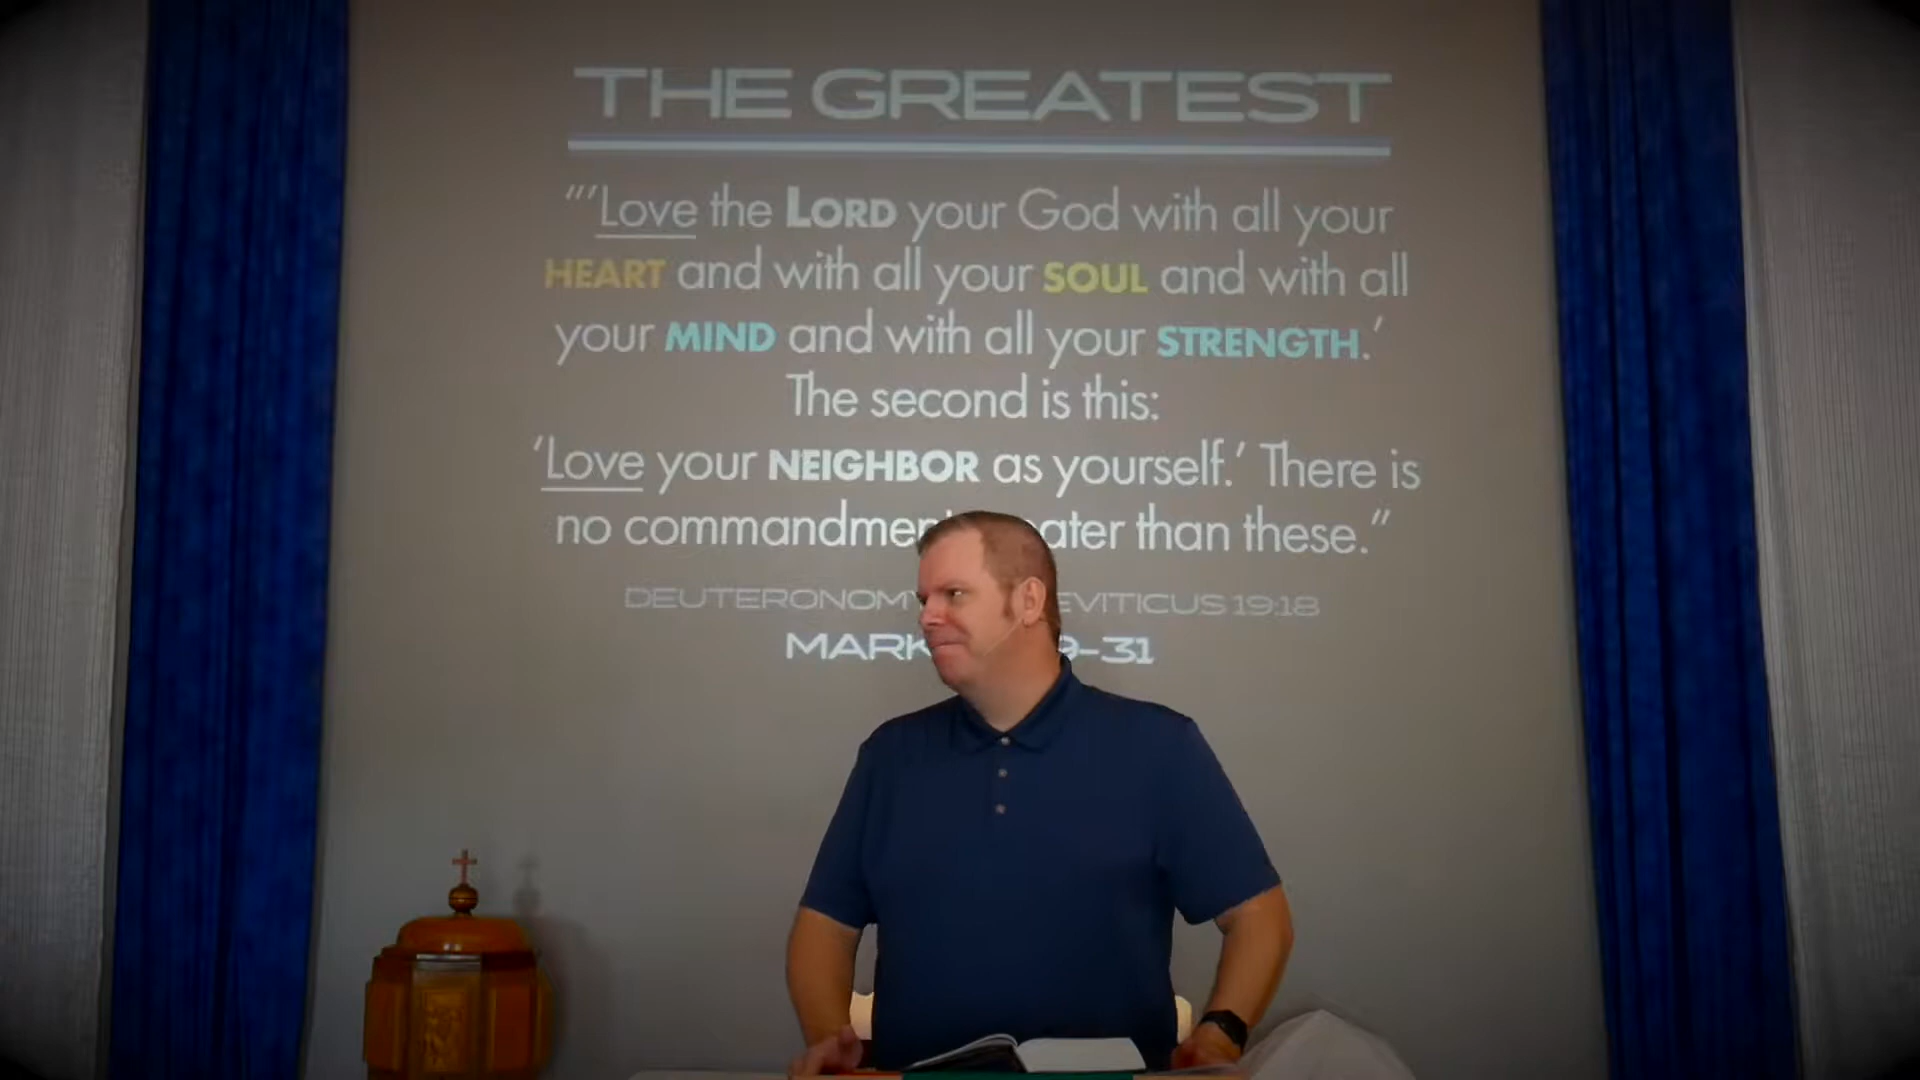 THE GREATEST
“‘Love the LORD your God with all your
HEART and with all your SOUL and with all
your MIND and with all your STRENGTH.’
The second is this:
‘Love your NEIGHBOR as yourself.’ There is
no commandmen ater than these.”
DEUTERONOMY EVITICUS 19:18
MARK 9–31